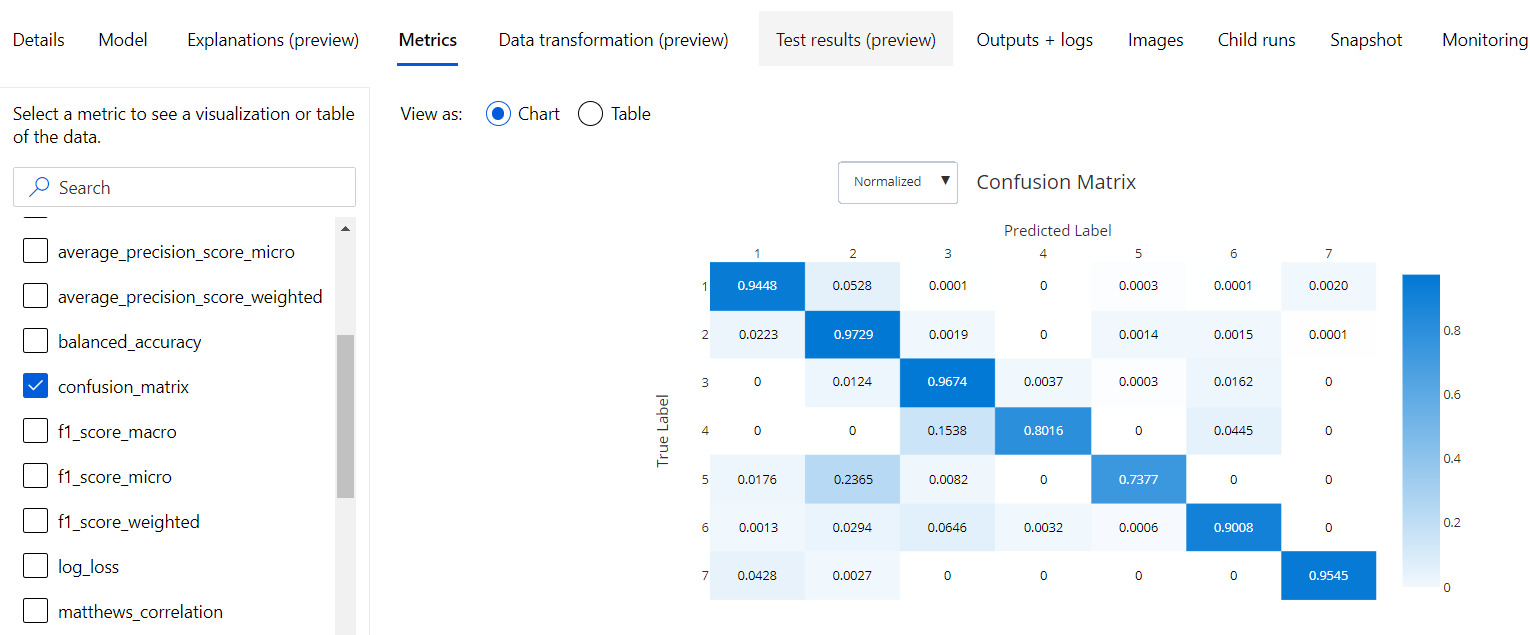 Details Model Explanations (preview) Metrics Data transformation (preview) Test results (preview) Outputs + logs Images Child runs Snapshot Monitoring
Select a metric to see a visualization or table
of the data.
Search
average_precision_score_micro
average_precision_score_weighted
balanced_accuracy
confusion_matrix
f1_score_macro
f1_score_micro
f1_score_weighted
log_loss
matthews_correlation
View as: Chart Table
Normalized ▼ Confusion Matrix
Predicted Label
1 2 3 4 5 6 7
True Label
1 0.9448 0.0528 0.0001 0 0.0003 0.0001 0.0020
2 0.0223 0.9729 0.0019 0 0.0014 0.0015 0.0001
3 0 0.0124 0.9674 0.0037 0.0003 0.0162 0
4 0 0 0.1538 0.8016 0 0.0445 0
5 0.0176 0.2365 0.0082 0 0.7377 0 0
6 0.0013 0.0294 0.0646 0.0032 0.0006 0.9008 0
7 0.0428 0.0027 0 0 0 0 0.9545
0.8
0.6
0.4
0.2
0